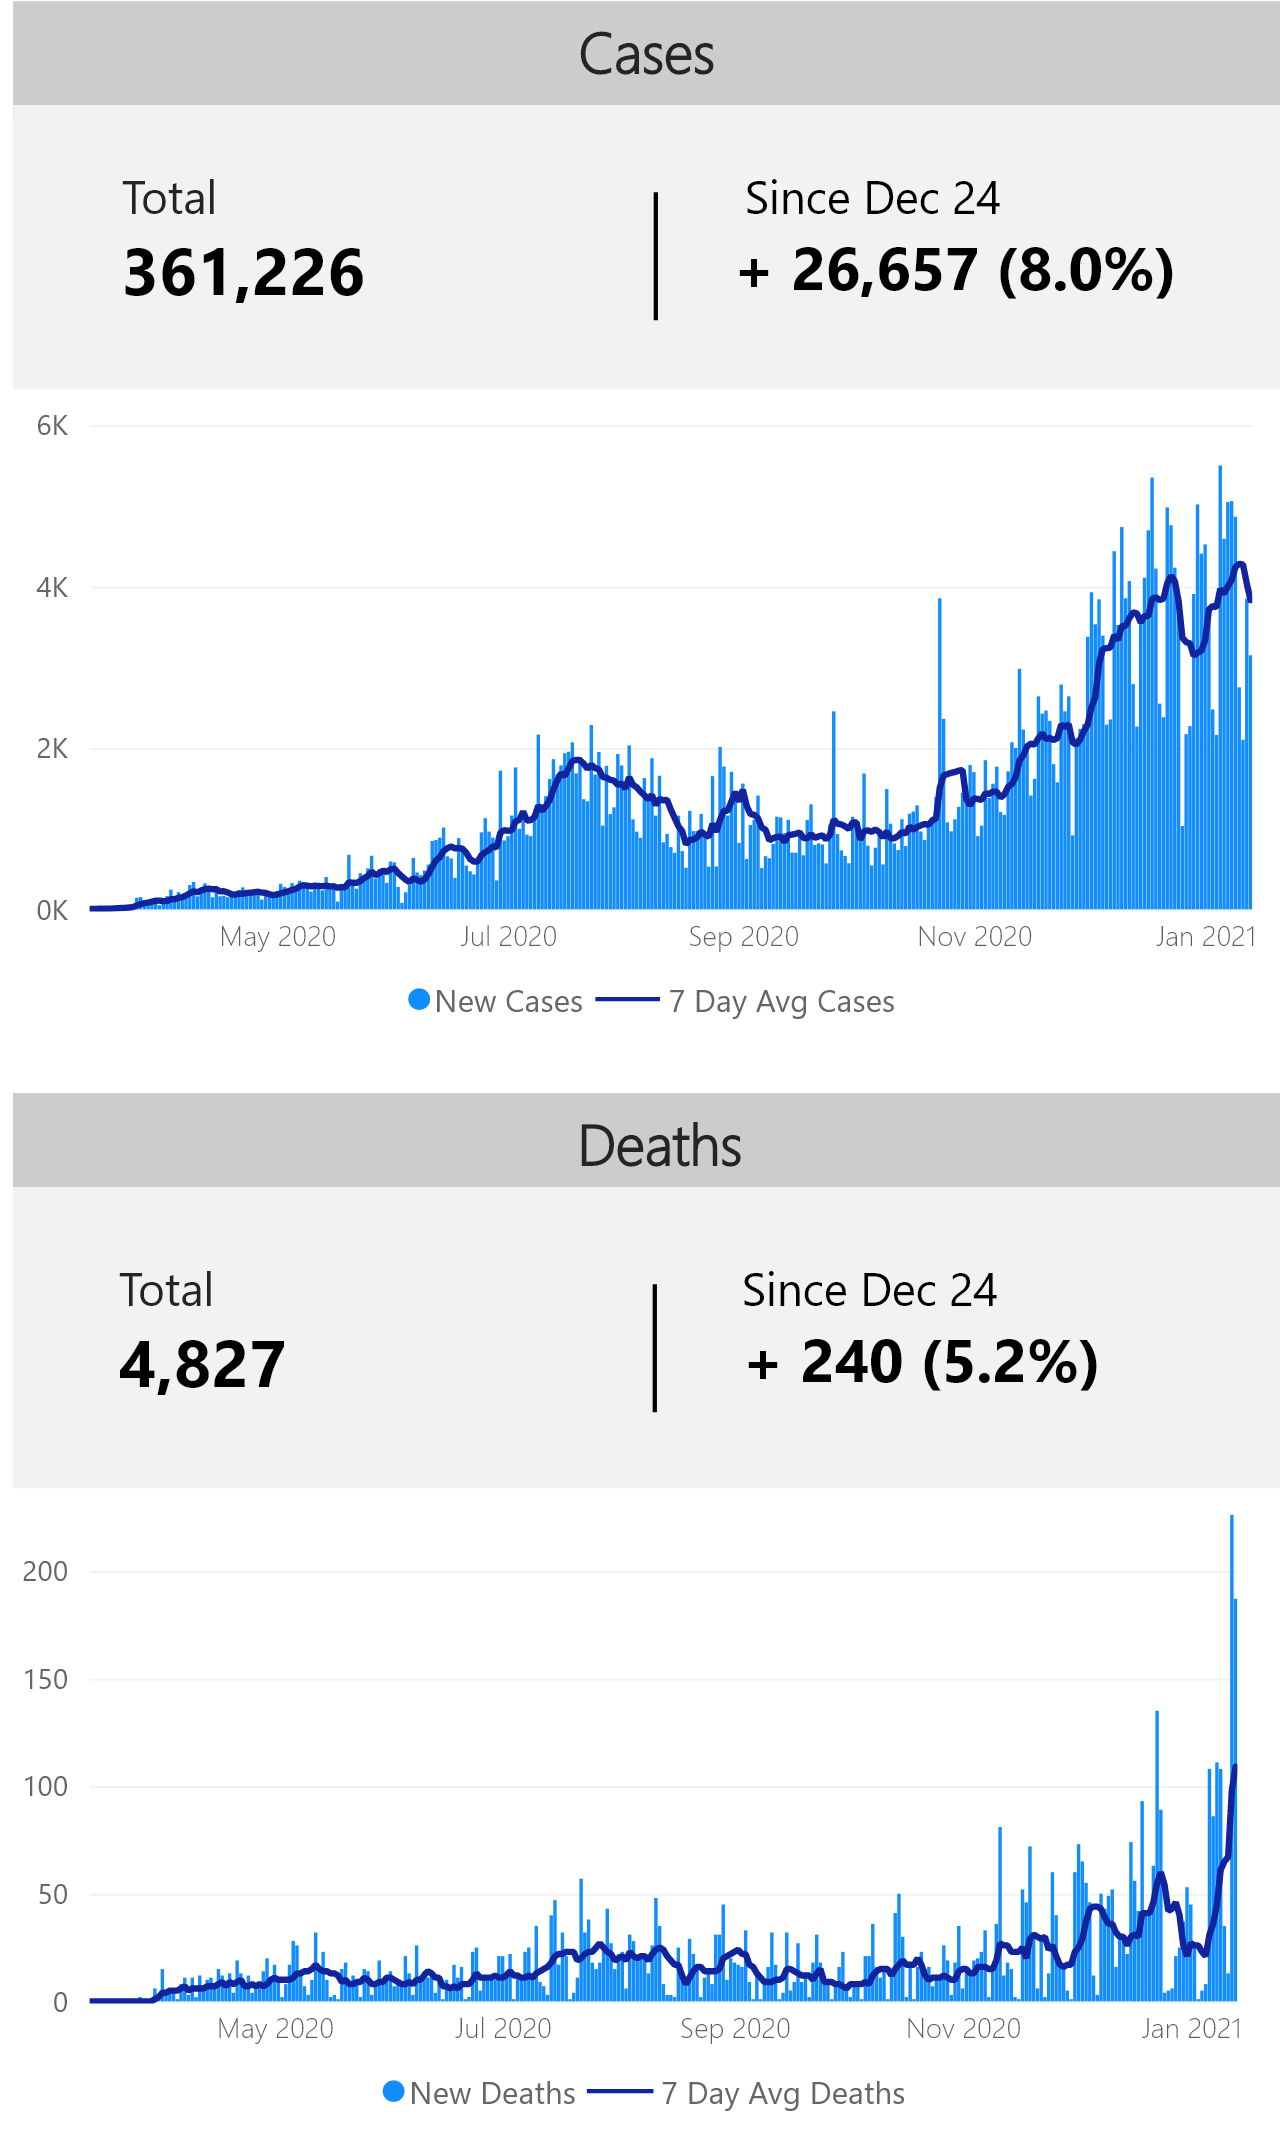 Cases
Total
Since Dec 24
361,226
+ 26,657 (8.0%)
6K
4K
2K
0K
May 2020
Jul 2020
Sep 2020
Nov 2020
Jan 2021
New Cases
7 Day Avg Cases
Deaths
Total
Since Dec 24
4,827
+ 240 (5.2%)
200
150
100
50
0
May 2020
Jul 2020
Sep 2020
Nov 2020
Jan 2021
New Deaths
7 Day Avg Deaths